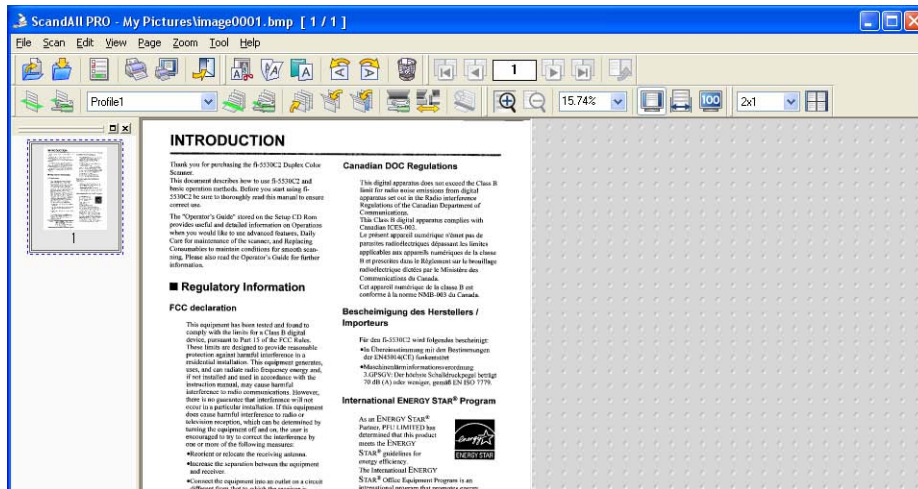 ScandAll PRO - My Pictures\image0001.bmp [ 1 / 1 ]
File Scan Edit View Page Zoom Tool Help
1
Profile1
15.74%
100
2x1
1
INTRODUCTION
Thank you for purchasing the fi-5530C2 Duplex Color
Scanner.
This document describes how to use fi-5530C2 and
basic operation methods. Before you start using fi-
5530C2 be sure to thoroughly read this manual to ensure
correct use.
The "Operator's Guide" stored on the Setup CD Rom
provides useful and detailed information on Operations
when you would like to use advanced features, Daily
Care for maintenance of the scanner, and Replacing
Consumables to maintain conditions for smooth scan-
ning, Please also read the Operator's Guide for further
information.
■ Regulatory Information
FCC declaration
This equipment has been tested and found to
comply with the limits for a Class B digital
device, pursuant to Part 15 of the FCC Rules.
These limits are designed to provide reasonable
protection against harmful interference in a
residential installation. This equipment generates,
uses, and can radiate radio frequency energy and,
if not installed and used in accordance with the
instruction manual, may cause harmful
interference to radio communications. However,
there is no guarantee that interference will not
occur in a particular installation. If this equipment
does cause harmful interference to radio or
television reception, which can be determined by
turning the equipment off and on, the user is
encouraged to try to correct the interference by
one or more of the following measures:
•Reorient or relocate the receiving antenna.
•Increase the separation between the equipment
and receiver.
•Connect the equipment into an outlet on a circuit
different from that to which the receiver is
Canadian DOC Regulations
This digital apparatus does not exceed the Class B
limit for radio noise emissions from digital
apparatus set out in the Radio interference
Regulations of the Canadian Department of
Communications.
This Class B digital apparatus complies with
Canadian ICES-003.
Le présent appareil numérique n'émet pas de
parasites radioélectriques dépassant les limites
applicables aux appareils numériques de la classe
B et prescrites dans le Règlement sur le brouillage
radioélectrique dictées par le Ministère des
Communications du Canada.
Cet appareil numérique de la classe B est
conforme à la norme NMB-003 du Canada.
Bescheinigung des Herstellers /
Importeurs
Für den fi-5530C2 wird folgendes bescheinigt:
•In Übereinstimmung mit den Bestimmungen
der EN45014(CE) funkentstört
•Maschinenlärminformationsverordnung
3.GPSGV: Der höchste Schalldruckpegel beträgt
70 dB (A) oder weniger, gemäß EN ISO 7779.
International ENERGY STAR® Program
As an ENERGY STAR®
Partner, PFU LIMITED has
determined that this product
meets the ENERGY
STAR® guidelines for
energy efficiency.
The International ENERGY
STAR® Office Equipment Program is an
international program that promotes energy
energy
ENERGY STAR